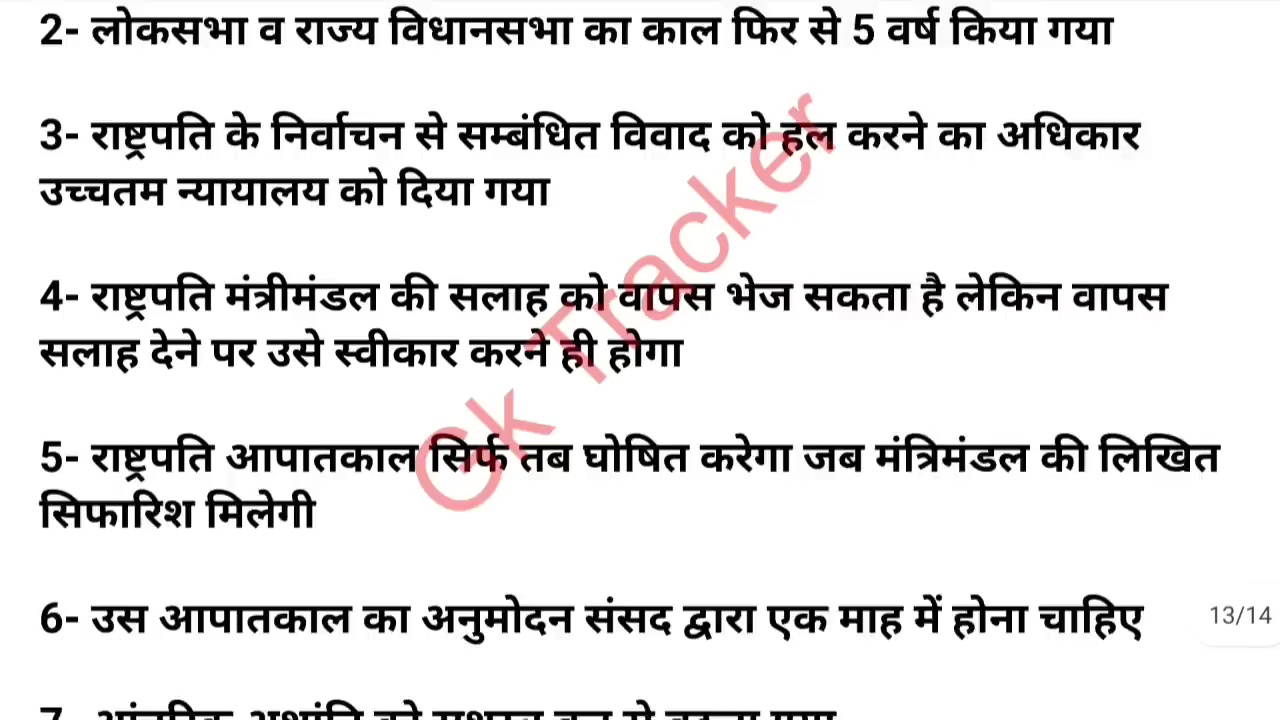 2- लोकसभा व राज्य विधानसभा का काल फिर से 5 वर्ष किया गया
3- राष्ट्रपति के निर्वाचन से सम्बंधित विवाद को हल करने का अधिकार
उच्चतम न्यायालय को दिया गया
4- राष्ट्रपति मंत्रीमंडल की सलाह को वापस भेज सकता है लेकिन वापस
सलाह देने पर उसे स्वीकार करने ही होगा
5- राष्ट्रपति आपातकाल सिर्फ तब घोषित करेगा जब मंत्रिमंडल की लिखित
सिफारिश मिलेगी
6- उस आपातकाल का अनुमोदन संसद द्वारा एक माह में होना चाहिए
13/14
Gk Tracker